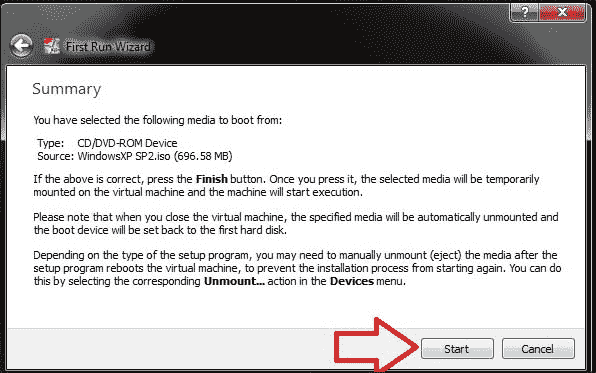 ?
First Run Wizard
Summary
You have selected the following media to boot from:
Type: CD/DVD-ROM Device
Source: WindowsXP SP2.iso (696.58 MB)
If the above is correct, press the Finish button. Once you press it, the selected media will be temporarily
mounted on the virtual machine and the machine will start execution.
Please note that when you close the virtual machine, the specified media will be automatically unmounted and
the boot device will be set back to the first hard disk.
Depending on the type of the setup program, you may need to manually unmount (eject) the media after the
setup program reboots the virtual machine, to prevent the installation process from starting again. You can do
this by selecting the corresponding Unmount... action in the Devices menu.
Start Cancel